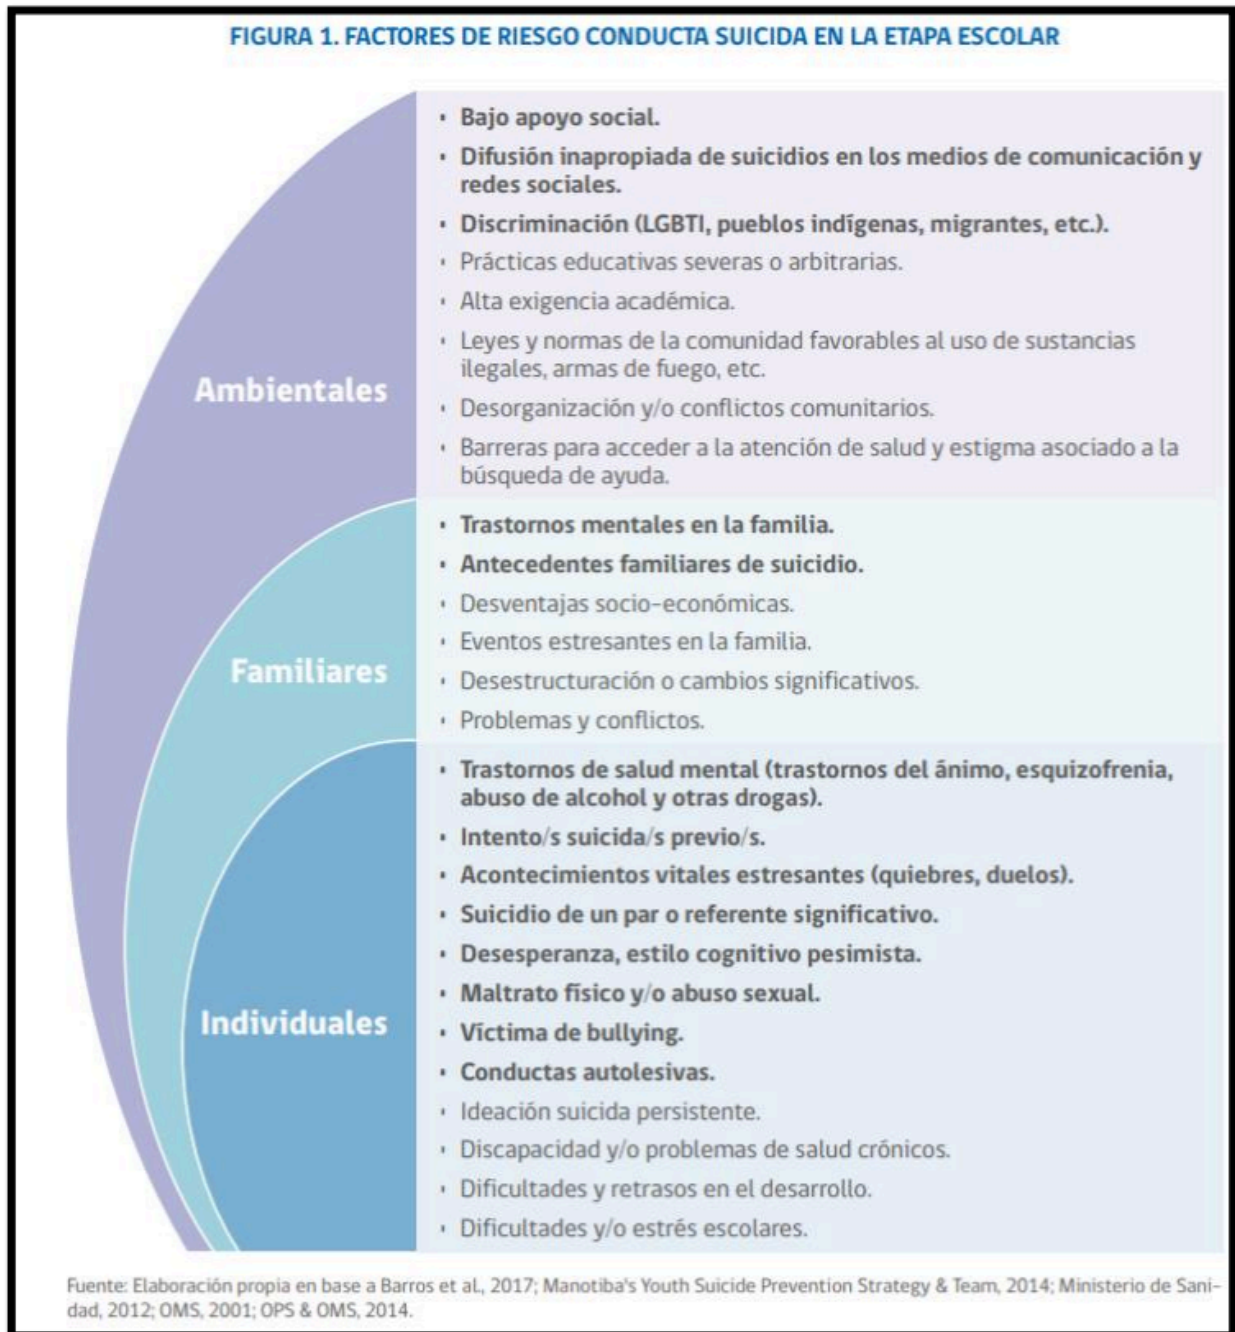 FIGURA 1. FACTORES DE RIESGO CONDUCTA SUICIDA EN LA ETAPA ESCOLAR
Ambientales
• Bajo apoyo social.
• Difusión inapropiada de suicidios en los medios de comunicación y
redes sociales.
• Discriminación (LGBTI, pueblos indígenas, migrantes, etc.).
• Prácticas educativas severas o arbitrarias.
• Alta exigencia académica.
• Leyes y normas de la comunidad favorables al uso de sustancias
ilegales, armas de fuego, etc.
• Desorganización y/o conflictos comunitarios.
• Barreras para acceder a la atención de salud y estigma asociado a la
búsqueda de ayuda.
Familiares
• Trastornos mentales en la familia.
• Antecedentes familiares de suicidio.
• Desventajas socio-económicas.
• Eventos estresantes en la familia.
• Desestructuración o cambios significativos.
• Problemas y conflictos.
Individuales
• Trastornos de salud mental (trastornos del ánimo, esquizofrenia,
abuso de alcohol y otras drogas).
• Intento/s suicida/s previo/s.
• Acontecimientos vitales estresantes (quiebres, duelos).
• Suicidio de un par o referente significativo.
• Desesperanza, estilo cognitivo pesimista.
• Maltrato físico y/o abuso sexual.
• Víctima de bullying.
• Conductas autolesivas.
• Ideación suicida persistente.
• Discapacidad y/o problemas de salud crónicos.
• Dificultades y retrasos en el desarrollo.
• Dificultades y/o estrés escolares.
Fuente: Elaboración propia en base a Barros et al., 2017; Manotiba's Youth Suicide Prevention Strategy & Team, 2014; Ministerio de Sani-
dad, 2012; OMS, 2001; OPS & OMS, 2014.